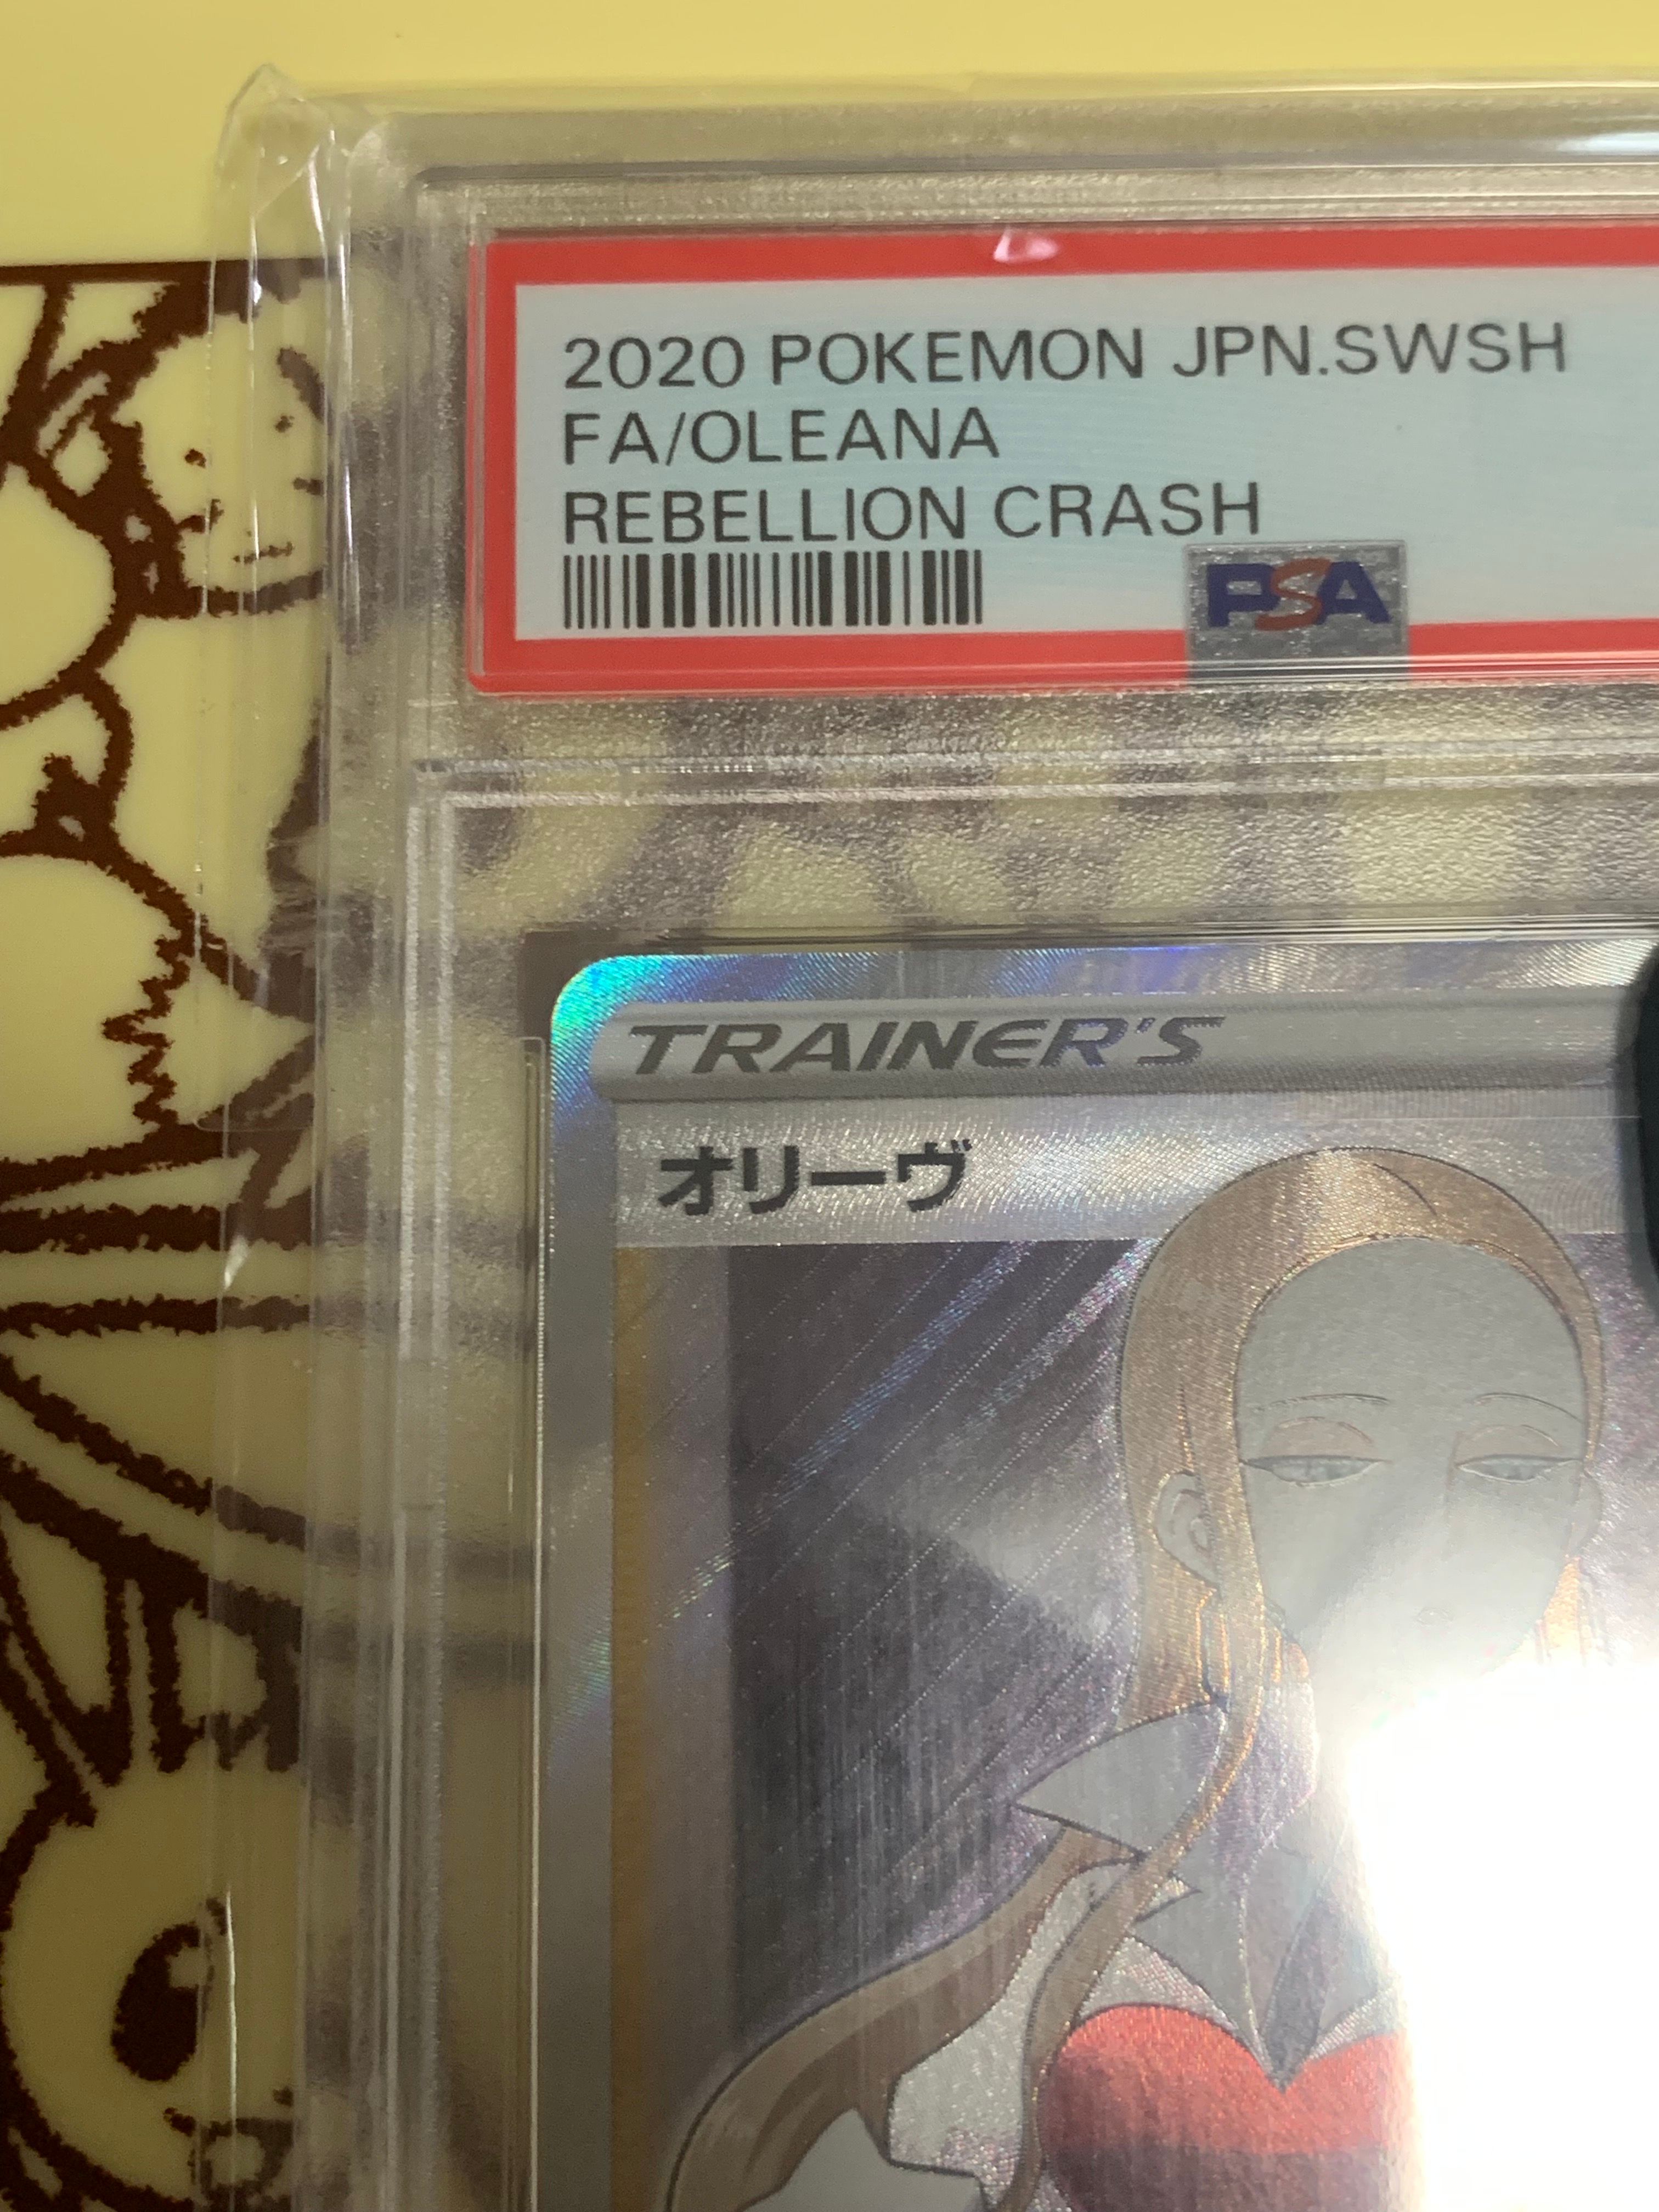 2020 POKEMON JPN.SWSH
FA/OLEANA
REBELLION CRASH
PSA
TRAINER'S
オリーヴ